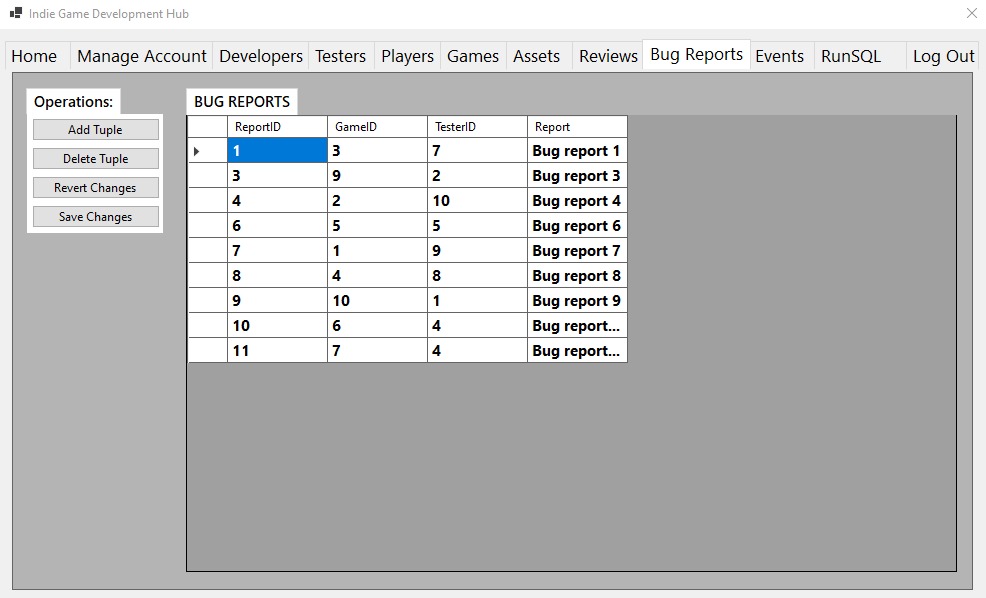 Indie Game Development Hub
Home Manage Account Developers Testers Players Games Assets Reviews Bug Reports Events RunSQL Log Out
Operations:
Add Tuple
Delete Tuple
Revert Changes
Save Changes
BUG REPORTS
ReportID GameID TesterID Report
1 3 7 Bug report 1
3 9 2 Bug report 3
4 2 10 Bug report 4
6 5 5 Bug report 6
7 1 9 Bug report 7
8 4 8 Bug report 8
9 10 1 Bug report 9
10 6 4 Bug report...
11 7 4 Bug report...